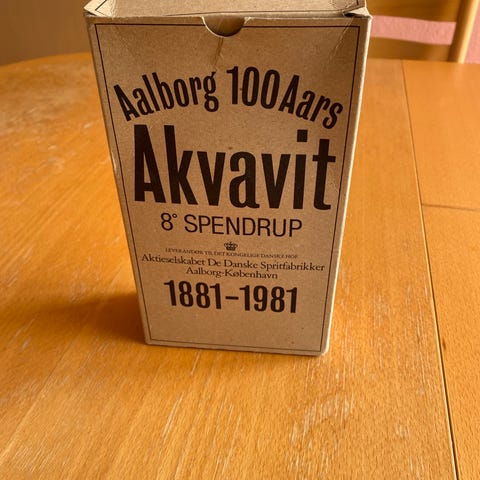 Aalborg 100 Aars
Akvavit
8° SPENDRUP
LEVERANDØR TIL DET KONGELIGE DANSKE HOF
Aktieselskabet De Danske Spritfabrikker
Aalborg-København
1881-1981